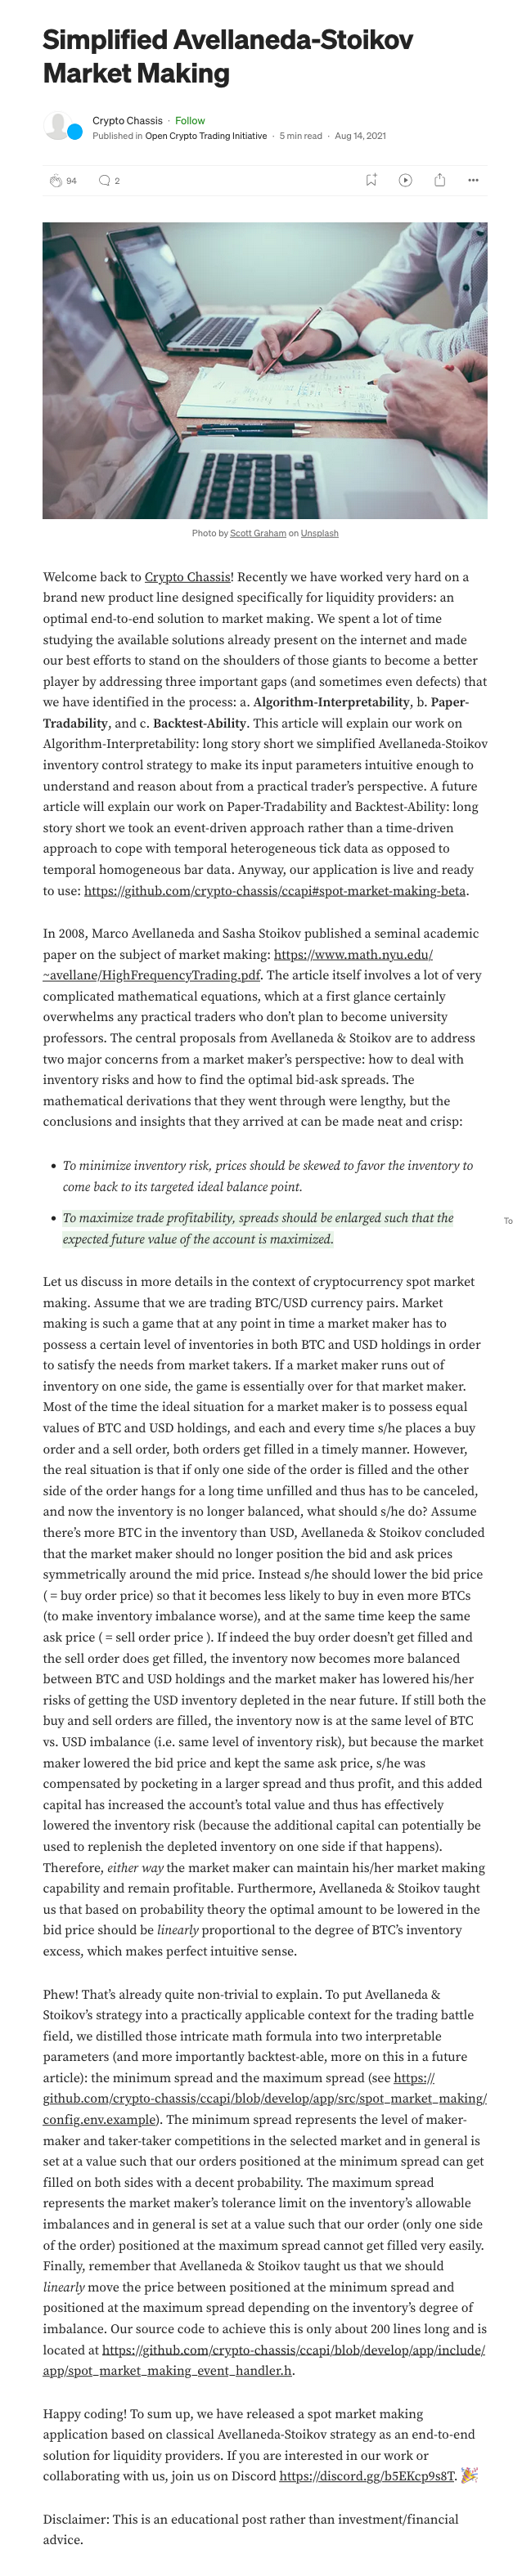 Simplified Avellaneda-Stoikov
Market Making
Crypto Chassis · Follow
Published in Open Crypto Trading Initiative · 5 min read · Aug 14, 2021
94
2
Photo by Scott Graham on Unsplash
Welcome back to Crypto Chassis! Recently we have worked very hard on a
brand new product line designed specifically for liquidity providers: an
optimal end-to-end solution to market making. We spent a lot of time
studying the available solutions already present on the internet and made
our best efforts to stand on the shoulders of those giants to become a better
player by addressing three important gaps (and sometimes even defects) that
we have identified in the process: a. Algorithm-Interpretability, b. Paper-
Tradability, and c. Backtest-Ability. This article will explain our work on
Algorithm-Interpretability: long story short we simplified Avellaneda-Stoikov
inventory control strategy to make its input parameters intuitive enough to
understand and reason about from a practical trader's perspective. A future
article will explain our work on Paper-Tradability and Backtest-Ability: long
story short we took an event-driven approach rather than a time-driven
approach to cope with temporal heterogeneous tick data as opposed to
temporal homogeneous bar data. Anyway, our application is live and ready
to use: https://github.com/crypto-chassis/ccapi#spot-market-making-beta.
In 2008, Marco Avellaneda and Sasha Stoikov published a seminal academic
paper on the subject of market making: https://www.math.nyu.edu/
~avellane/HighFrequencyTrading.pdf. The article itself involves a lot of very
complicated mathematical equations, which at a first glance certainly
overwhelms any practical traders who don't plan to become university
professors. The central proposals from Avellaneda & Stoikov are to address
two major concerns from a market maker's perspective: how to deal with
inventory risks and how to find the optimal bid-ask spreads. The
mathematical derivations that they went through were lengthy, but the
conclusions and insights that they arrived at can be made neat and crisp:
• To minimize inventory risk, prices should be skewed to favor the inventory to
come back to its targeted ideal balance point.
• To maximize trade profitability, spreads should be enlarged such that the
To
expected future value of the account is maximized.
Let us discuss in more details in the context of cryptocurrency spot market
making. Assume that we are trading BTC/USD currency pairs. Market
making is such a game that at any point in time a market maker has to
possess a certain level of inventories in both BTC and USD holdings in order
to satisfy the needs from market takers. If a market maker runs out of
inventory on one side, the game is essentially over for that market maker.
Most of the time the ideal situation for a market maker is to possess equal
values of BTC and USD holdings, and each and every time s/he places a buy
order and a sell order, both orders get filled in a timely manner. However,
the real situation is that if only one side of the order is filled and the other
side of the order hangs for a long time unfilled and thus has to be canceled,
and now the inventory is no longer balanced, what should s/he do? Assume
there's more BTC in the inventory than USD, Avellaneda & Stoikov concluded
that the market maker should no longer position the bid and ask prices
symmetrically around the mid price. Instead s/he should lower the bid price
( = buy order price) so that it becomes less likely to buy in even more BTCs
(to make inventory imbalance worse), and at the same time keep the same
ask price ( = sell order price ). If indeed the buy order doesn't get filled and
the sell order does get filled, the inventory now becomes more balanced
between BTC and USD holdings and the market maker has lowered his/her
risks of getting the USD inventory depleted in the near future. If still both the
buy and sell orders are filled, the inventory now is at the same level of BTC
vs. USD imbalance (i.e. same level of inventory risk), but because the market
maker lowered the bid price and kept the same ask price, s/he was
compensated by pocketing in a larger spread and thus profit, and this added
capital has increased the account's total value and thus has effectively
lowered the inventory risk (because the additional capital can potentially be
used to replenish the depleted inventory on one side if that happens).
Therefore, either way the market maker can maintain his/her market making
capability and remain profitable. Furthermore, Avellaneda & Stoikov taught
us that based on probability theory the optimal amount to be lowered in the
bid price should be linearly proportional to the degree of BTC's inventory
excess, which makes perfect intuitive sense.
Phew! That's already quite non-trivial to explain. To put Avellaneda &
Stoikov's strategy into a practically applicable context for the trading battle
field, we distilled those intricate math formula into two interpretable
parameters (and more importantly backtest-able, more on this in a future
article): the minimum spread and the maximum spread (see https://
github.com/crypto-chassis/ccapi/blob/develop/app/src/spot_market_making/
config.env.example). The minimum spread represents the level of maker-
maker and taker-taker competitions in the selected market and in general is
set at a value such that our orders positioned at the minimum spread can get
filled on both sides with a decent probability. The maximum spread
represents the market maker's tolerance limit on the inventory's allowable
imbalances and in general is set at a value such that our order (only one side
of the order) positioned at the maximum spread cannot get filled very easily.
Finally, remember that Avellaneda & Stoikov taught us that we should
linearly move the price between positioned at the minimum spread and
positioned at the maximum spread depending on the inventory's degree of
imbalance. Our source code to achieve this is only about 200 lines long and is
located at https://github.com/crypto-chassis/ccapi/blob/develop/app/include/
app/spot_market_making_event_handler.h.
Happy coding! To sum up, we have released a spot market making
application based on classical Avellaneda-Stoikov strategy as an end-to-end
solution for liquidity providers. If you are interested in our work or
collaborating with us, join us on Discord https://discord.gg/b5EKcp9s8T. 🎉
Disclaimer: This is an educational post rather than investment/financial
advice.